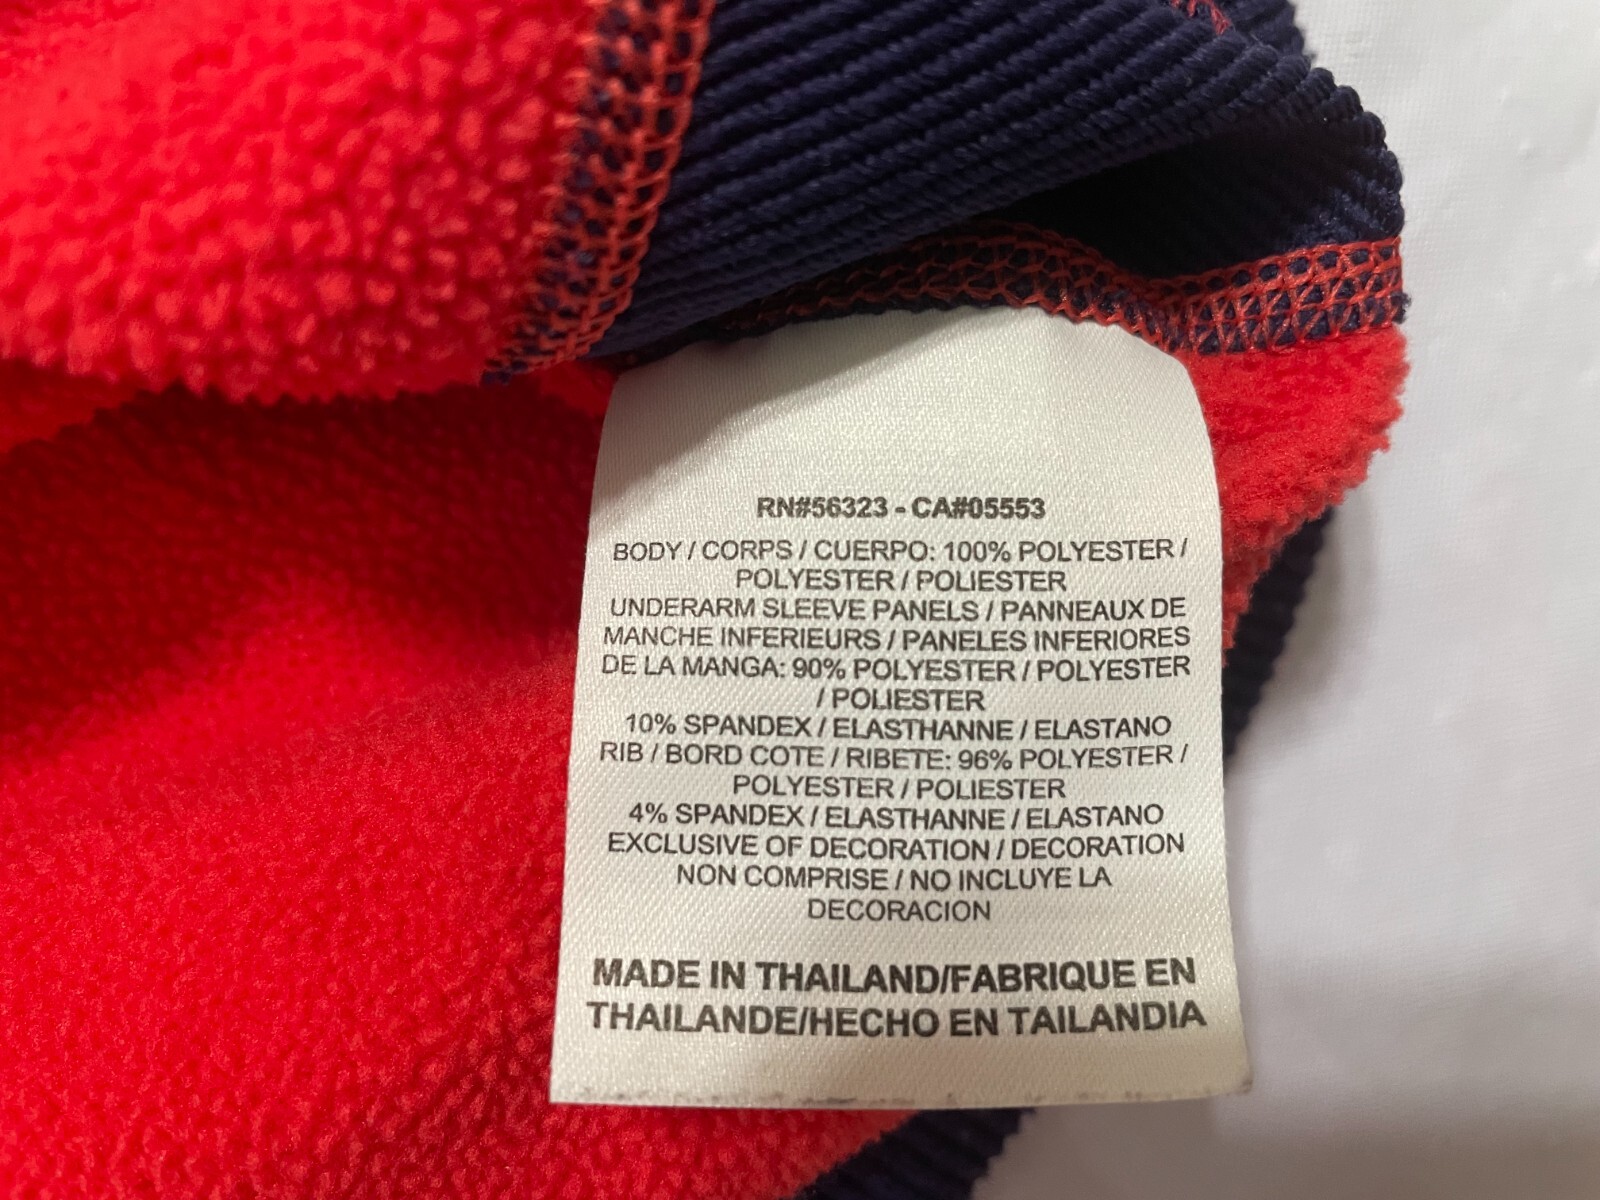 RN#56323 - CA#05553
BODY / CORPS / CUERPO: 100% POLYESTER /
POLYESTER / POLIESTER
UNDERARM SLEEVE PANELS / PANNEAUX DE
MANCHE INFERIEURS / PANELES INFERIORES
DE LA MANGA: 90% POLYESTER / POLYESTER
/ POLIESTER
10% SPANDEX / ELASTHANNE / ELASTANO
RIB / BORD COTE / RIBETE: 96% POLYESTER /
POLYESTER / POLIESTER
4% SPANDEX / ELASTHANNE / ELASTANO
EXCLUSIVE OF DECORATION / DECORATION
NON COMPRISE / NO INCLUYE LA
DECORACION
MADE IN THAILAND/FABRIQUE EN
THAILANDE/HECHO EN TAILANDIA